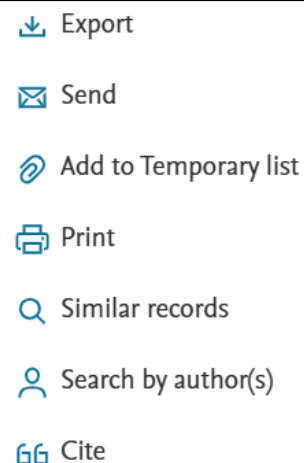 Export
Send
Add to Temporary list
Print
Similar records
Search by author(s)
Cite